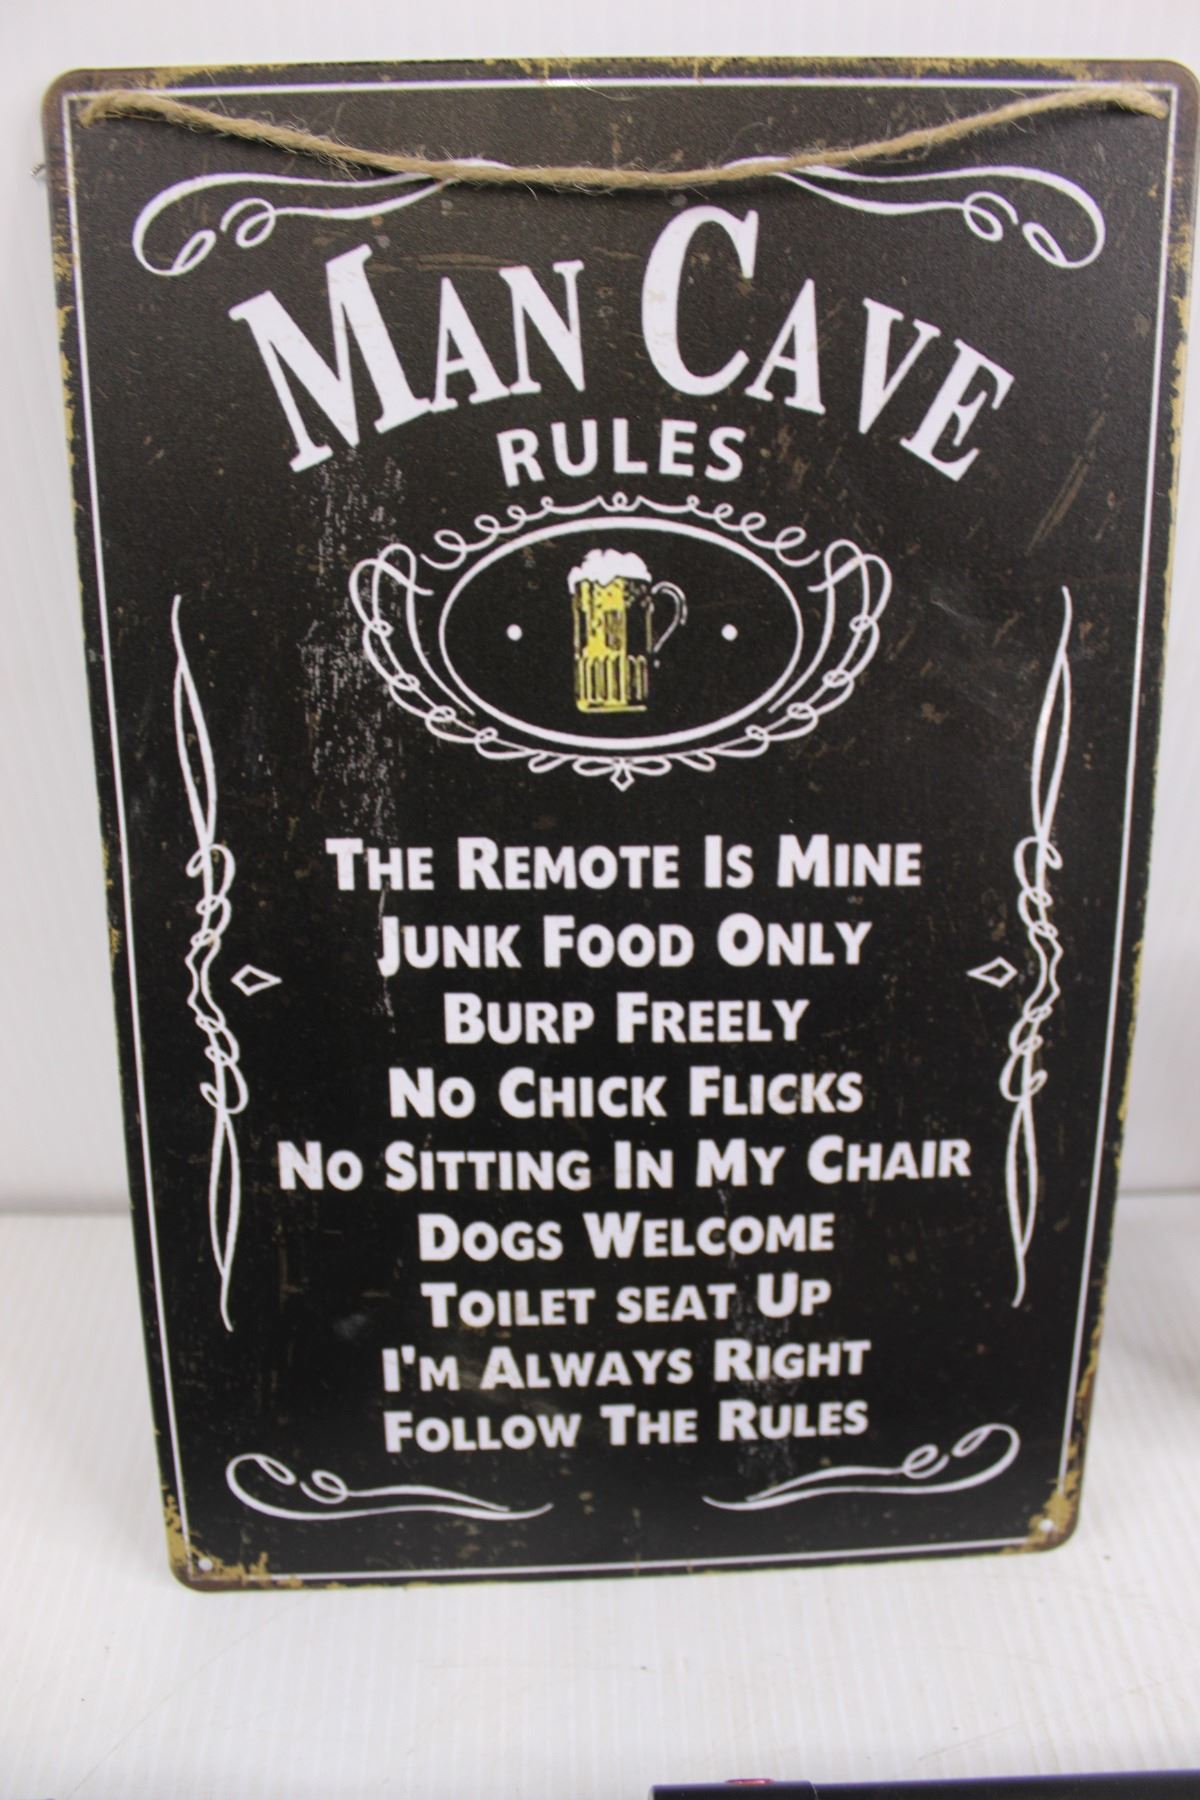 MAN CAVE
RULES
THE REMOTE IS MINE
JUNK FOOD ONLY
BURP FREELY
NO CHICK FLICKS
NO SITTING IN MY CHAIR
DOGS WELCOME
TOILET SEAT UP
I'M ALWAYS RIGHT
FOLLOW THE RULES